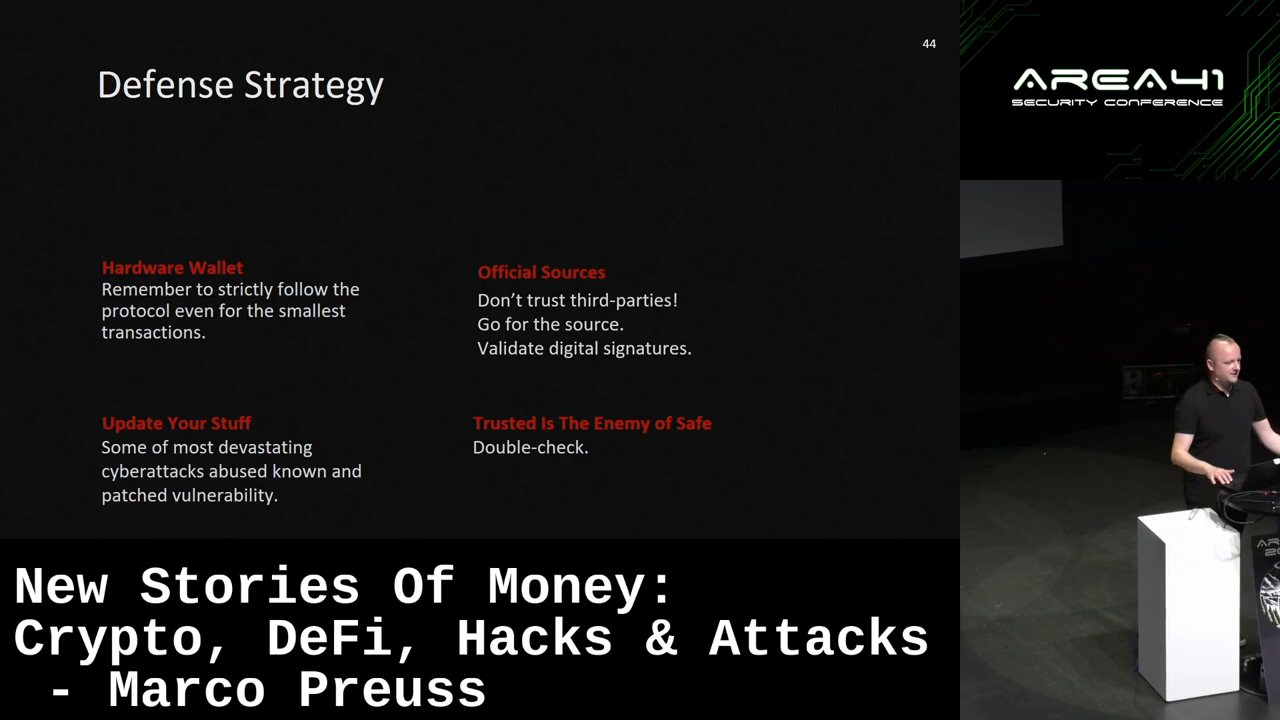 44
Defense Strategy
Hardware Wallet
Remember to strictly follow the
protocol even for the smallest
transactions.
Official Sources
Don’t trust third-parties!
Go for the source.
Validate digital signatures.
Update Your Stuff
Some of most devastating
cyberattacks abused known and
patched vulnerability.
Trusted Is The Enemy of Safe
Double-check.
AREA41
SECURITY CONFERENCE
New Stories Of Money:
Crypto, DeFi, Hacks & Attacks
- Marco Preuss